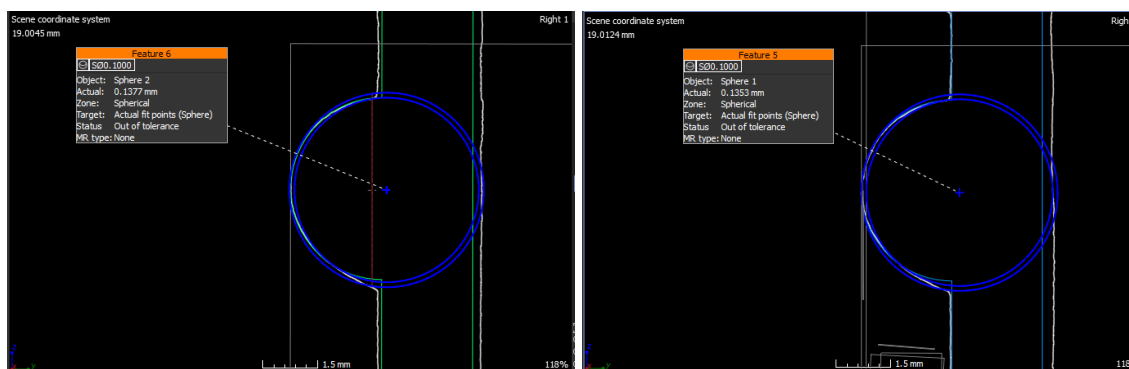 Scene coordinate system
Right 1
19.0045 mm
Feature 6
SØ0.1000
Object: Sphere 2
Actual: 0.1377 mm
Zone: Spherical
Target: Actual fit points (Sphere)
Status Out of tolerance
MR type: None
1.5 mm
118%
Scene coordinate system
Righ
19.0124 mm
Feature 5
SØ0.1000
Object: Sphere 1
Actual: 0.1353 mm
Zone: Spherical
Target: Actual fit points (Sphere)
Status Out of tolerance
MR type: None
1.5 mm
118